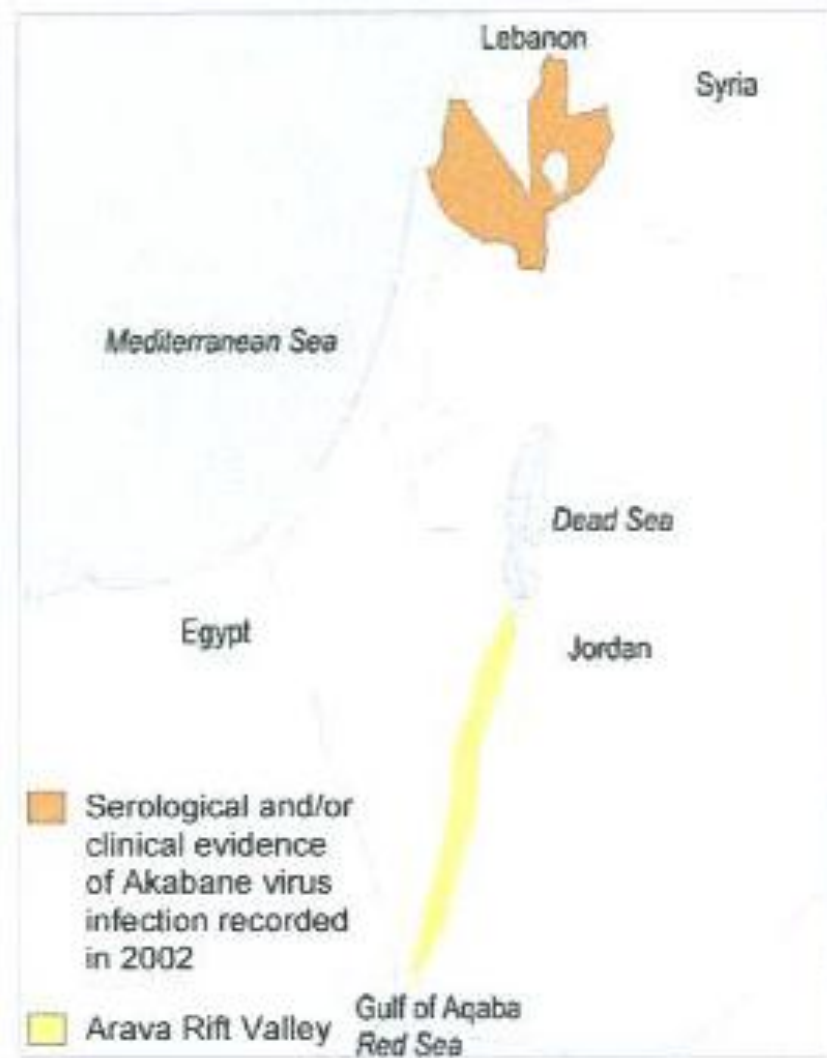 Lebanon
Syria
Mediterranean Sea
Dead Sea
Egypt
Jordan
Serological and/or
clinical evidence
of Akabane virus
infection recorded
in 2002
Arava Rift Valley
Gulf of Aqaba
Red Sea